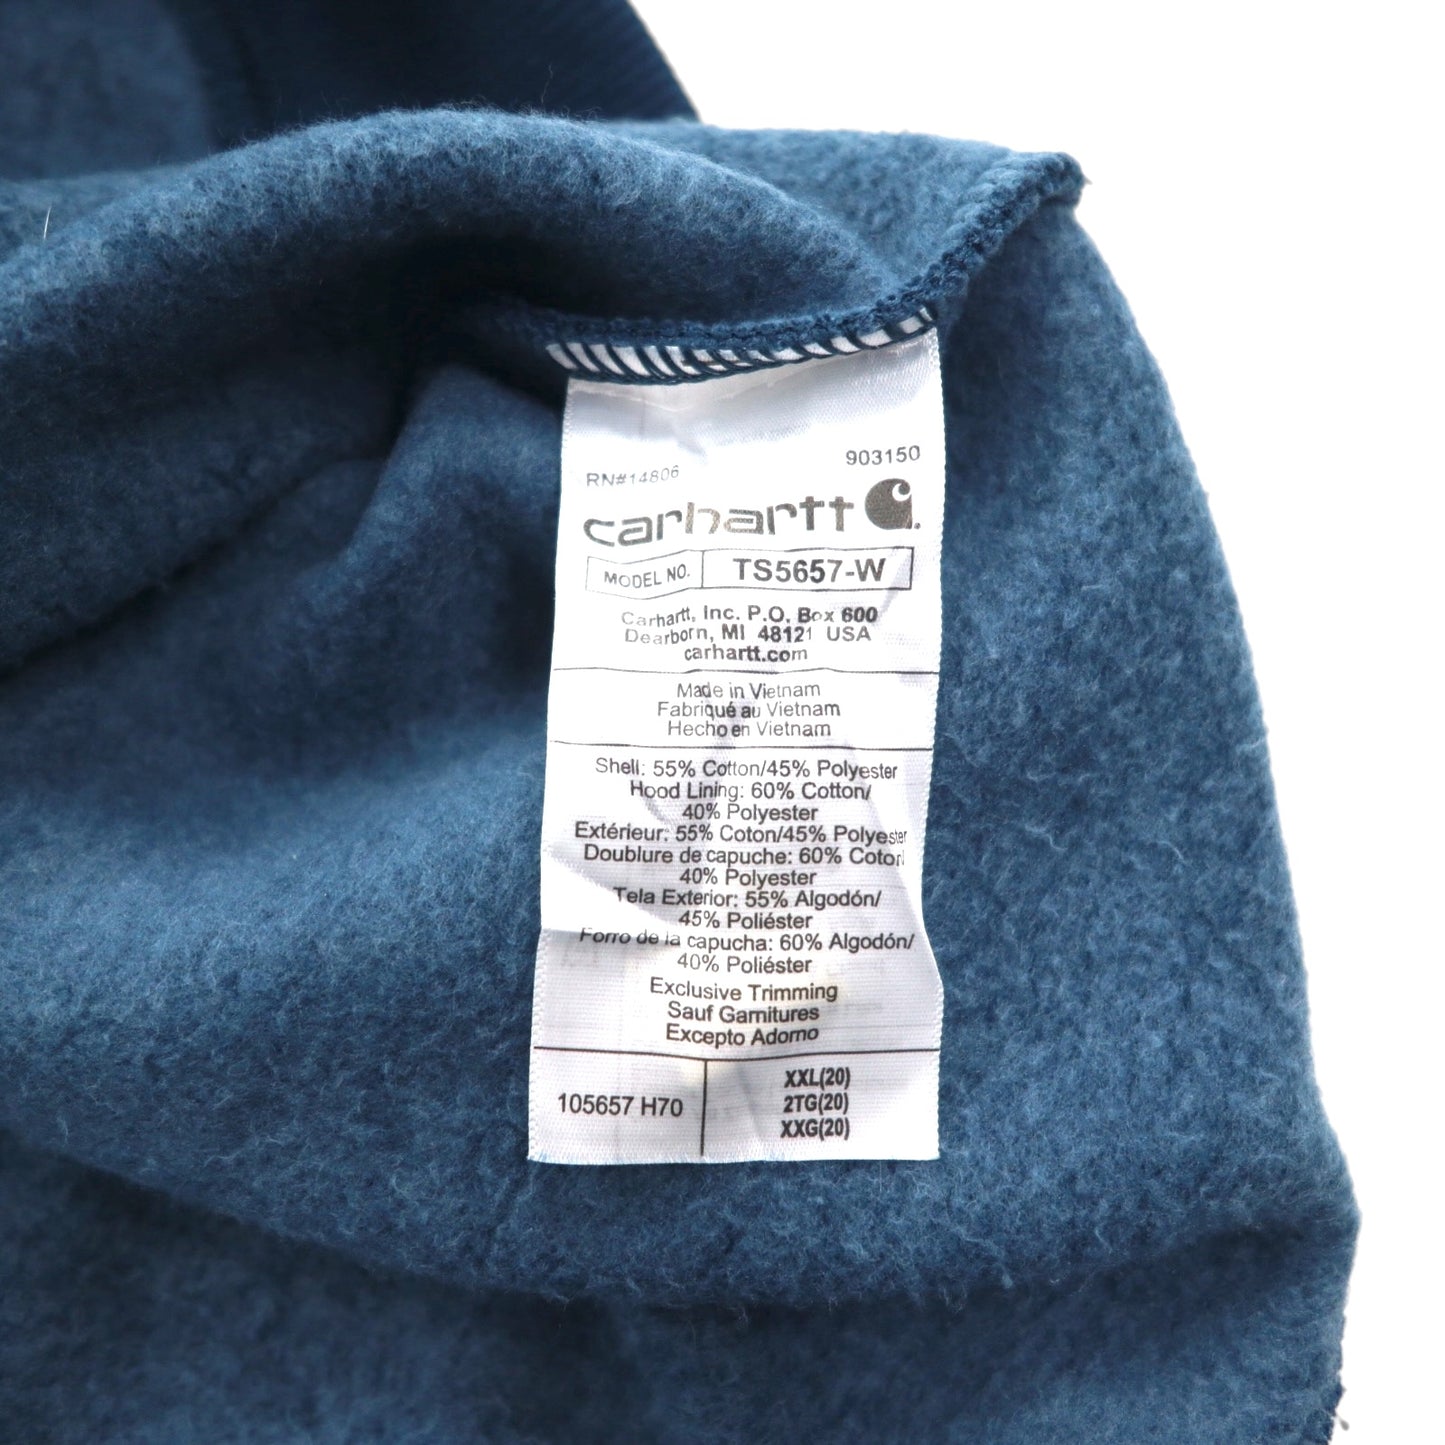 RN#14806 903150
carhartt
MODEL NO. TS5657-W
Carhartt, Inc. P.O. Box 600
Dearborn, MI 48121 USA
carhartt.com
Made in Vietnam
Fabriqué au Vietnam
Hecho en Vietnam
Shell: 55% Cotton/45% Polyester
Hood Lining: 60% Cotton/
40% Polyester
Extérieur: 55% Coton/45% Polyester
Doublure de capuche: 60% Coton/
40% Polyester
Tela Exterior: 55% Algodón/
45% Poliéster
Forro de la capucha: 60% Algodón/
40% Poliéster
Exclusive Trimming
Sauf Garnitures
Excepto Adorno
105657 H70
XXL(20)
2TG(20)
XXG(20)